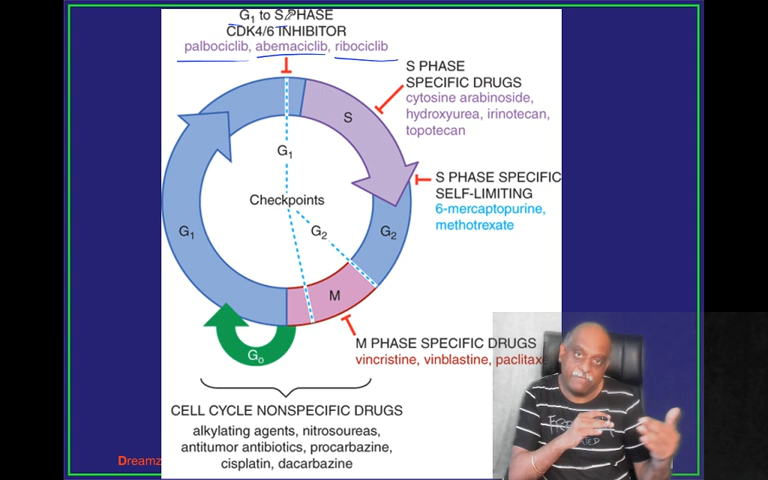 G1 to S PHASE
CDK4/6 INHIBITOR
palbociclib, abemaciclib, ribociclib
S PHASE
SPECIFIC DRUGS
cytosine arabinoside,
hydroxyurea, irinotecan,
topotecan
S
G1
S PHASE SPECIFIC
SELF-LIMITING
6-mercaptopurine,
methotrexate
Checkpoints
G1
G2
G2
M
M PHASE SPECIFIC DRUGS
vincristine, vinblastine, paclitax
Go
CELL CYCLE NONSPECIFIC DRUGS
alkylating agents, nitrosoureas,
antitumor antibiotics, procarbazine,
cisplatin, dacarbazine
Dreamz